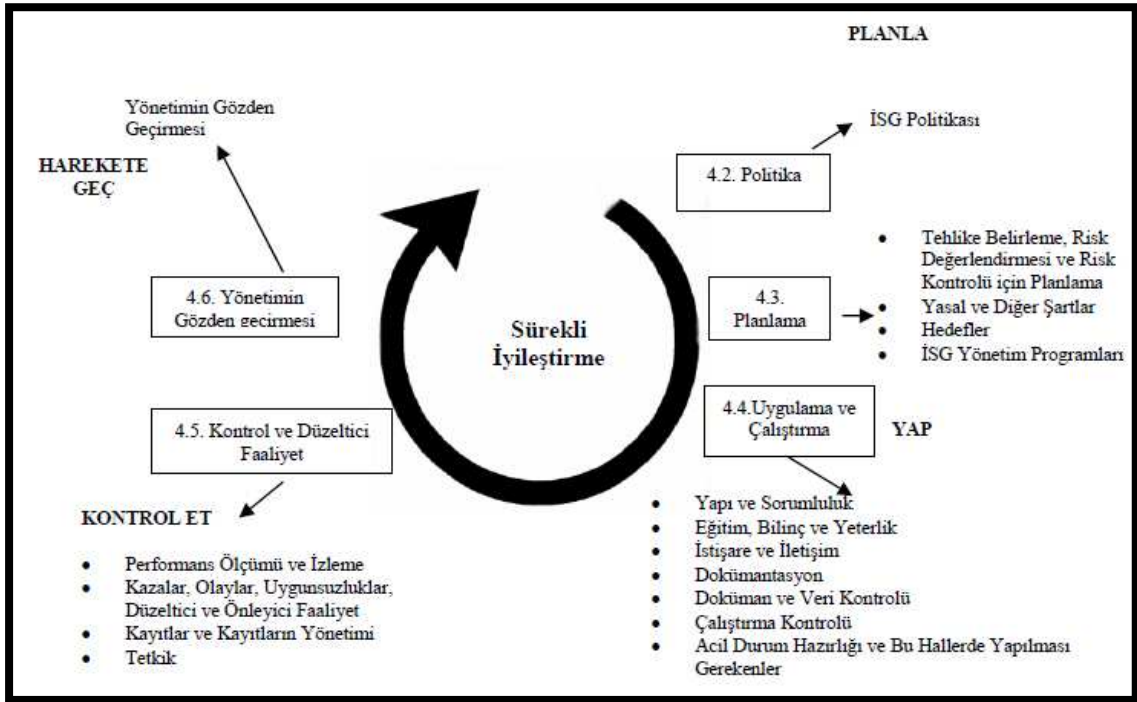 PLANLA
İSG Politikası
4.2. Politika
Tehlike Belirleme, Risk
Değerlendirmesi ve Risk
Kontrolü için Planlama
Yasal ve Diğer Şartlar
Hedefler
İSG Yönetim Programları
4.3.
Planlama
4.4.Uygulama ve
Çalıştırma
YAP
Yapı ve Sorumluluk
Eğitim, Bilinç ve Yeterlik
İstişare ve İletişim
Dokümantasyon
Doküman ve Veri Kontrolü
Çalıştırma Kontrolü
Acil Durum Hazırlığı ve Bu Hallerde Yapılması
Gerekenler
Sürekli
İyileştirme
4.5. Kontrol ve Düzeltici
Faaliyet
KONTROL ET
Performans Ölçümü ve İzleme
Kazalar, Olaylar, Uygunsuzluklar,
Düzeltici ve Önleyici Faaliyet
Kayıtlar ve Kayıtların Yönetimi
Tetkik
4.6. Yönetimin
Gözden geçirmesi
HAREKETE
GEÇ
Yönetimin Gözden
Geçirmesi